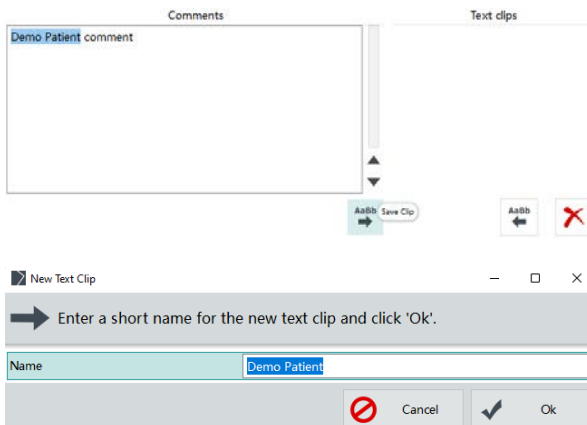 Comments
Text clips
Demo Patient comment
AaBb
Save Clip
AaBb
New Text Clip
Enter a short name for the new text clip and click 'Ok'.
Name
Demo Patient
Cancel
Ok